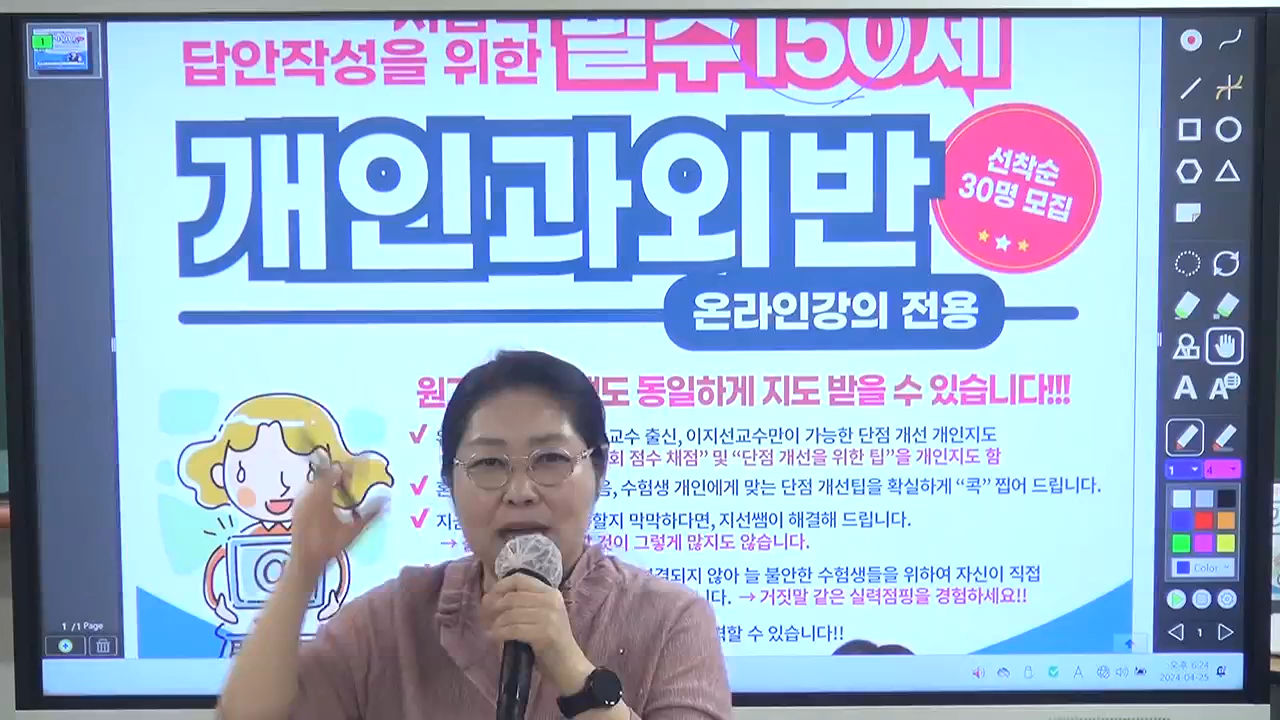 답안작성을 위한 필수 150제
개인과외반
선착순
30명 모집
온라인강의 전용
동일하게 지도 받을 수 있습니다!!!
교수 출신, 이지선교수만이 가능한 단점 개선 개인지도
점수 채점” 및 “단점 개선을 위한 팁”을 개인지도 함
수험생 개인에게 맞는 단점 개선팁을 확실하게 “콕” 찝어 드립니다.
막막하다면, 지선쌤이 해결해 드립니다.
→ 것이 그렇게 많지도 않습니다.
않아 늘 불안한 수험생들을 위하여 자신이 직접
→ 거짓말 같은 실력점핑을 경험하세요!!
수 있습니다!!
1
1 /1 Page
A A
1 4
Color
1
A
오후 6:24
2024-04-25